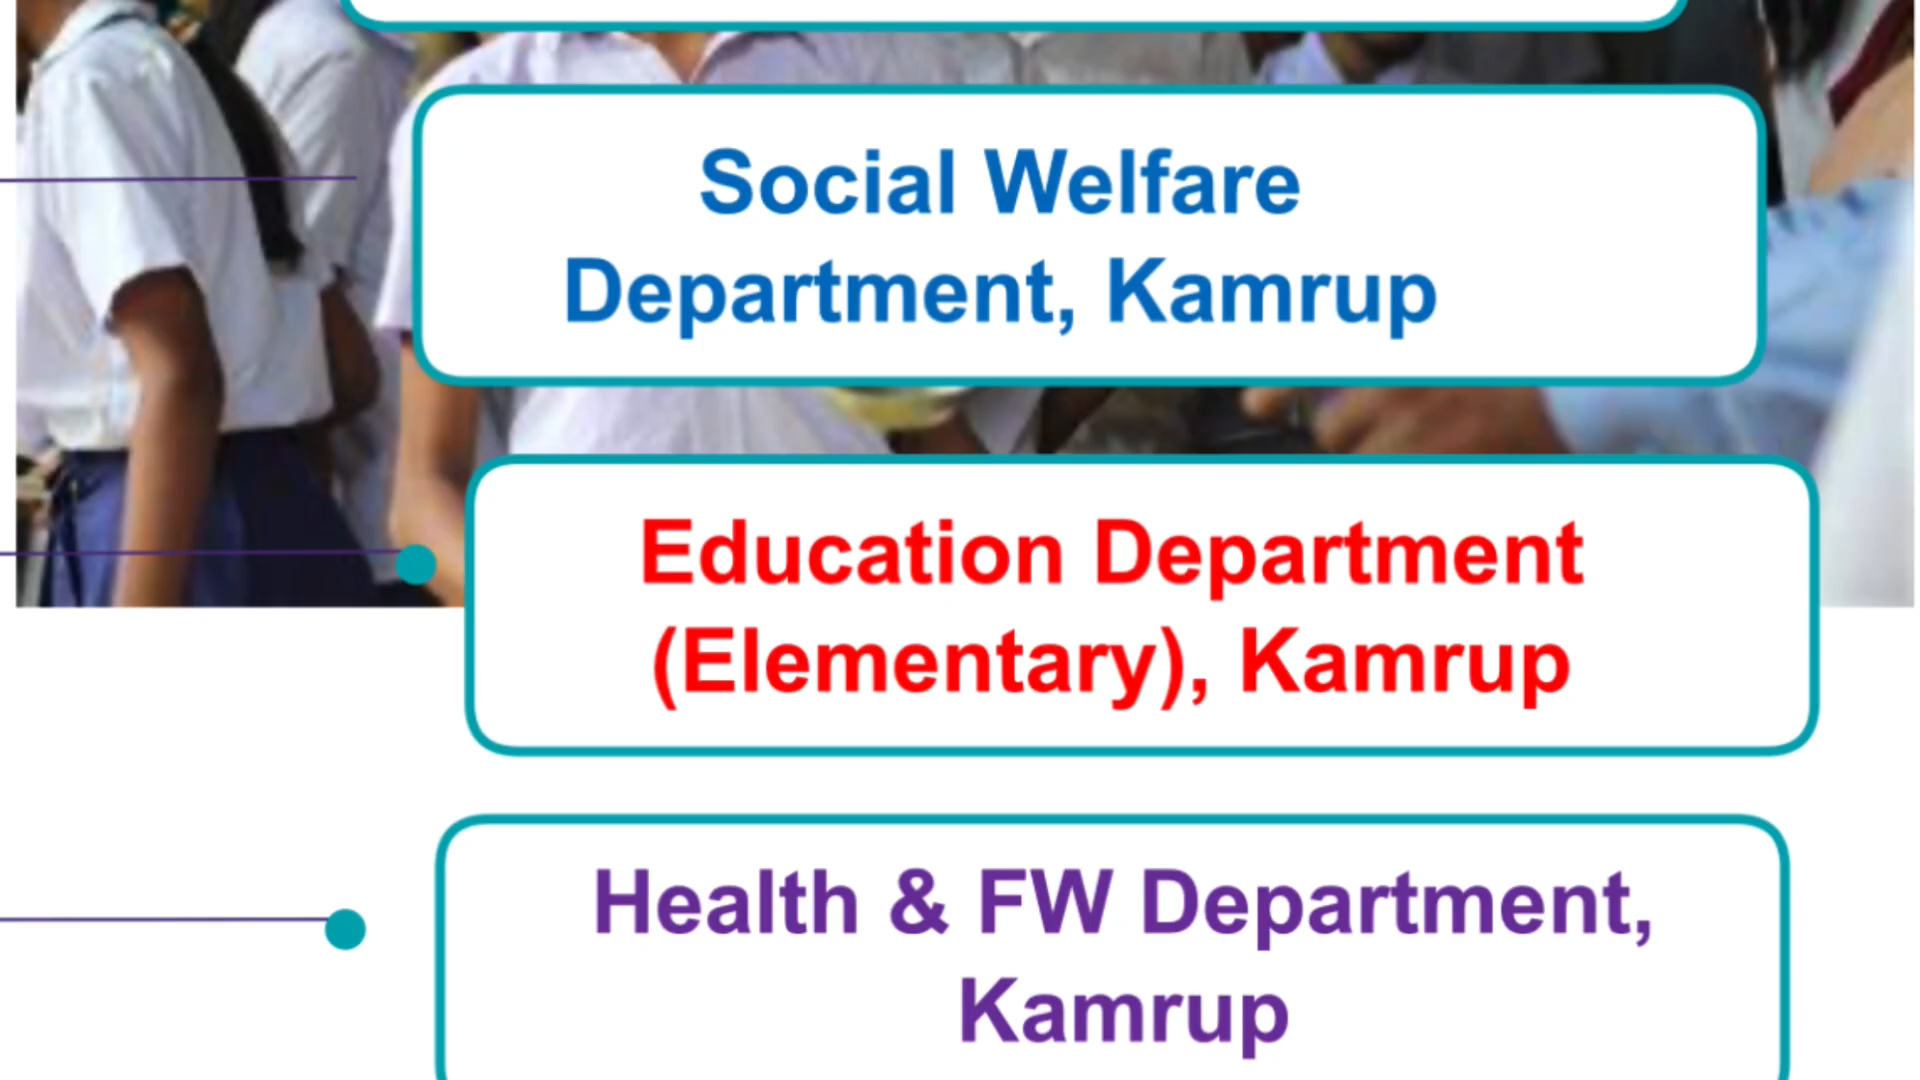 Social Welfare
Department, Kamrup
Education Department
(Elementary), Kamrup
Health & FW Department,
Kamrup